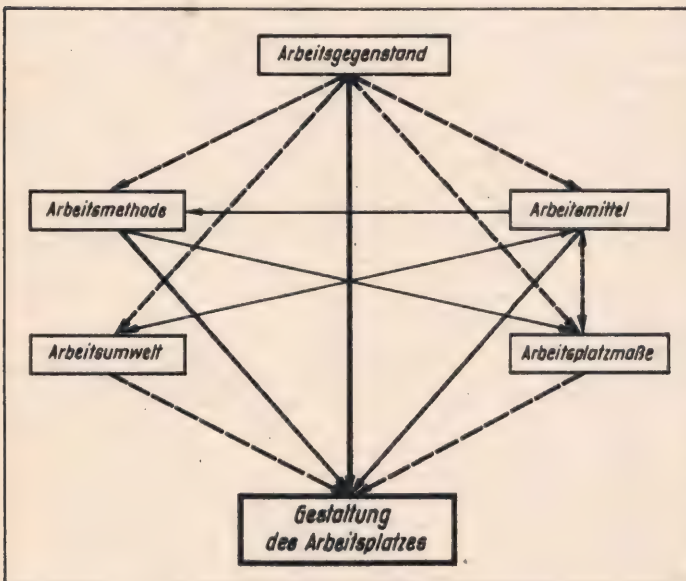 Arbeitsgegenstand
Arbeitsmethode
Arbeitsmittel
Arbeitsumwelt
Arbeitsplatzmaße
Gestaltung
des Arbeitsplatzes